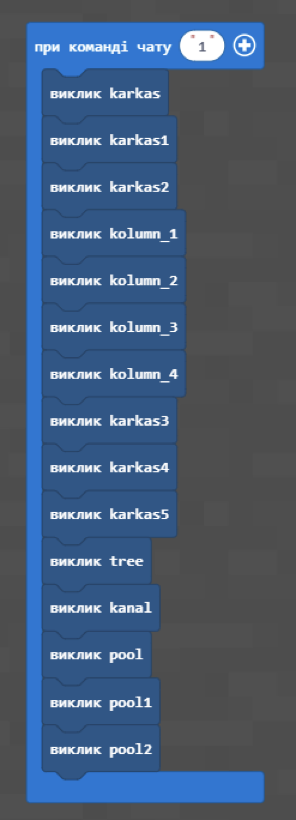 при команді чату "1"
виклик karkas
виклик karkas1
виклик karkas2
виклик kolumn_1
виклик kolumn_2
виклик kolumn_3
виклик kolumn_4
виклик karkas3
виклик karkas4
виклик karkas5
виклик tree
виклик kanal
виклик pool
виклик pool1
виклик pool2